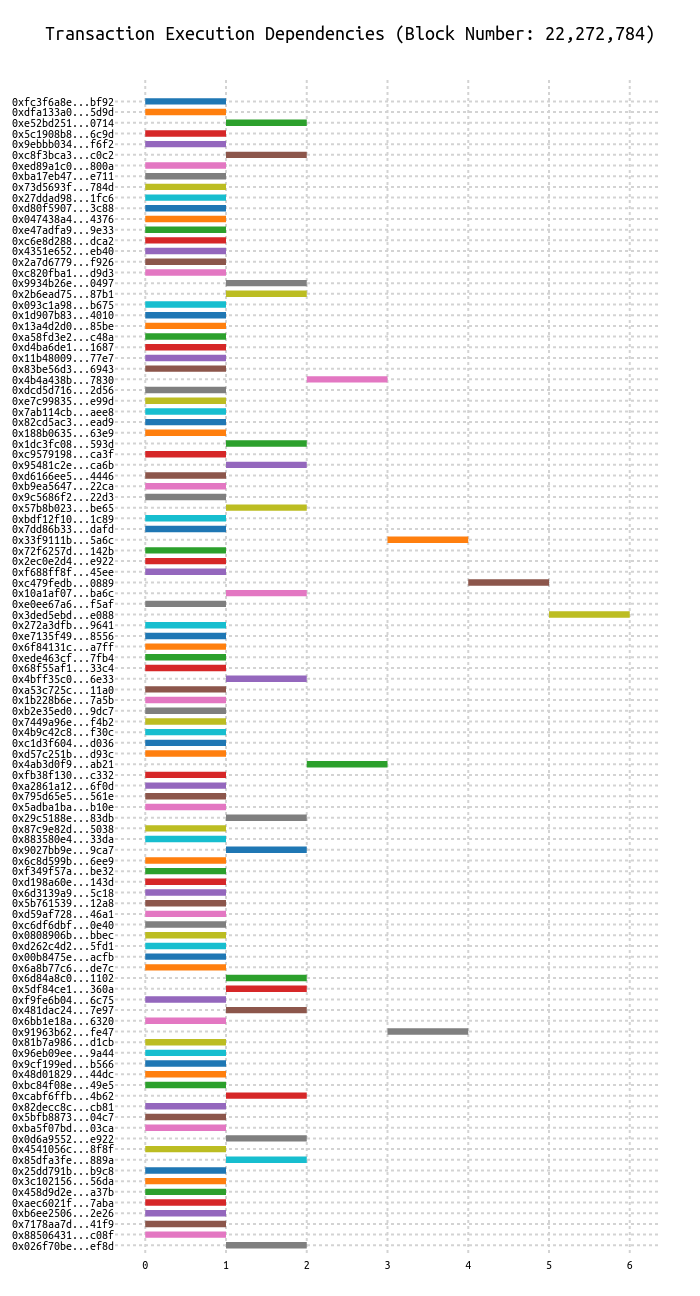 Transaction Execution Dependencies (Block Number: 22,272,784)
0xfc3f6a8e...bf92
0xdfa133a0...5d9d
0xe52bd251...0714
0x5c1908b8...6c9d
0x9ebbb034...f6f2
0xc8f3bca3...c0c2
0xed89a1c0...800a
0xba17eb47...e711
0x73d5693f...784d
0x27ddad98...1fc6
0xd80f5907...3c88
0x047438a4...4376
0xe47adfa9...9e33
0xc6e8d288...dca2
0x4351e652...eb40
0x2a7d6779...f926
0xc820fba1...d9d3
0x9934b26e...0497
0x2b6ead75...87b1
0x093c1a98...b675
0x1d907b83...4010
0x13a4d2d0...85be
0xa58fd3e2...c48a
0xd4ba6de1...1687
0x11b48009...77e7
0x83be56d3...6943
0x4b4a438b...7830
0xdcd5d716...2d56
0xe7c99835...e99d
0x7ab114cb...aee8
0x82cd5ac3...ead9
0x188b0635...63e9
0x1dc3fc08...593d
0xc9579198...ca3f
0x95481c2e...ca6b
0xd6166ee5...4446
0xb9ea5647...22ca
0x9c5686f2...22d3
0x57b8b023...be65
0xbdf12f10...1c89
0x7dd86b33...dafd
0x33f9111b...5a6c
0x72f6257d...142b
0x2ec0e2d4...e922
0xf688ff8f...45ee
0xc479fedb...0889
0x10a1af07...ba6c
0xe0ee67a6...f5af
0x3ded5ebd...e088
0x272a3dfb...9641
0xe7135f49...8556
0x6f84131c...a7ff
0xede463cf...7fb4
0x68f55af1...33c4
0x4bff35c0...6e33
0xa53c725c...11a0
0x1b228b6e...7a5b
0xb2e35ed0...9dc7
0x7449a96e...f4b2
0x4b9c42c8...f30c
0xc1d3f604...d036
0xd57c251b...d93c
0x4ab3d0f9...ab21
0xfb38f130...c332
0xa2861a12...6f0d
0x795d65e5...561e
0x5adba1ba...b10e
0x29c5188e...83db
0x87c9e82d...5038
0x883580e4...33da
0x9027bb9e...9ca7
0x6c8d599b...6ee9
0xf349f57a...be32
0xd198a60e...143d
0x6d3139a9...5c18
0x5b761539...12a8
0xd59af728...46a1
0xc6df6dbf...0e40
0x0808906b...bbec
0xd262c4d2...5fd1
0x00b8475e...acfb
0x6a8b77c6...de7c
0x6d84a8c0...1102
0x5df84ce1...360a
0xf9fe6b04...6c75
0x481dac24...7e97
0x6bb1e18a...6320
0x91963b62...fe47
0x81b7a986...d1cb
0x96eb09ee...9a44
0x9cf199ed...b566
0x48d01829...44dc
0xbc84f08e...49e5
0xcabf6ffb...4b62
0x82decc8c...cb81
0x5bfb8873...04c7
0xba5f07bd...03ca
0x0d6a9552...e922
0x4541056c...8f8f
0x85dfa3fe...889a
0x25dd791b...b9c8
0x3c102156...56da
0x458d9d2e...a37b
0xaec6021f...7aba
0xb6ee2506...2e26
0x7178aa7d...41f9
0x88506431...c08f
0x026f70be...ef8d
0 1 2 3 4 5 6